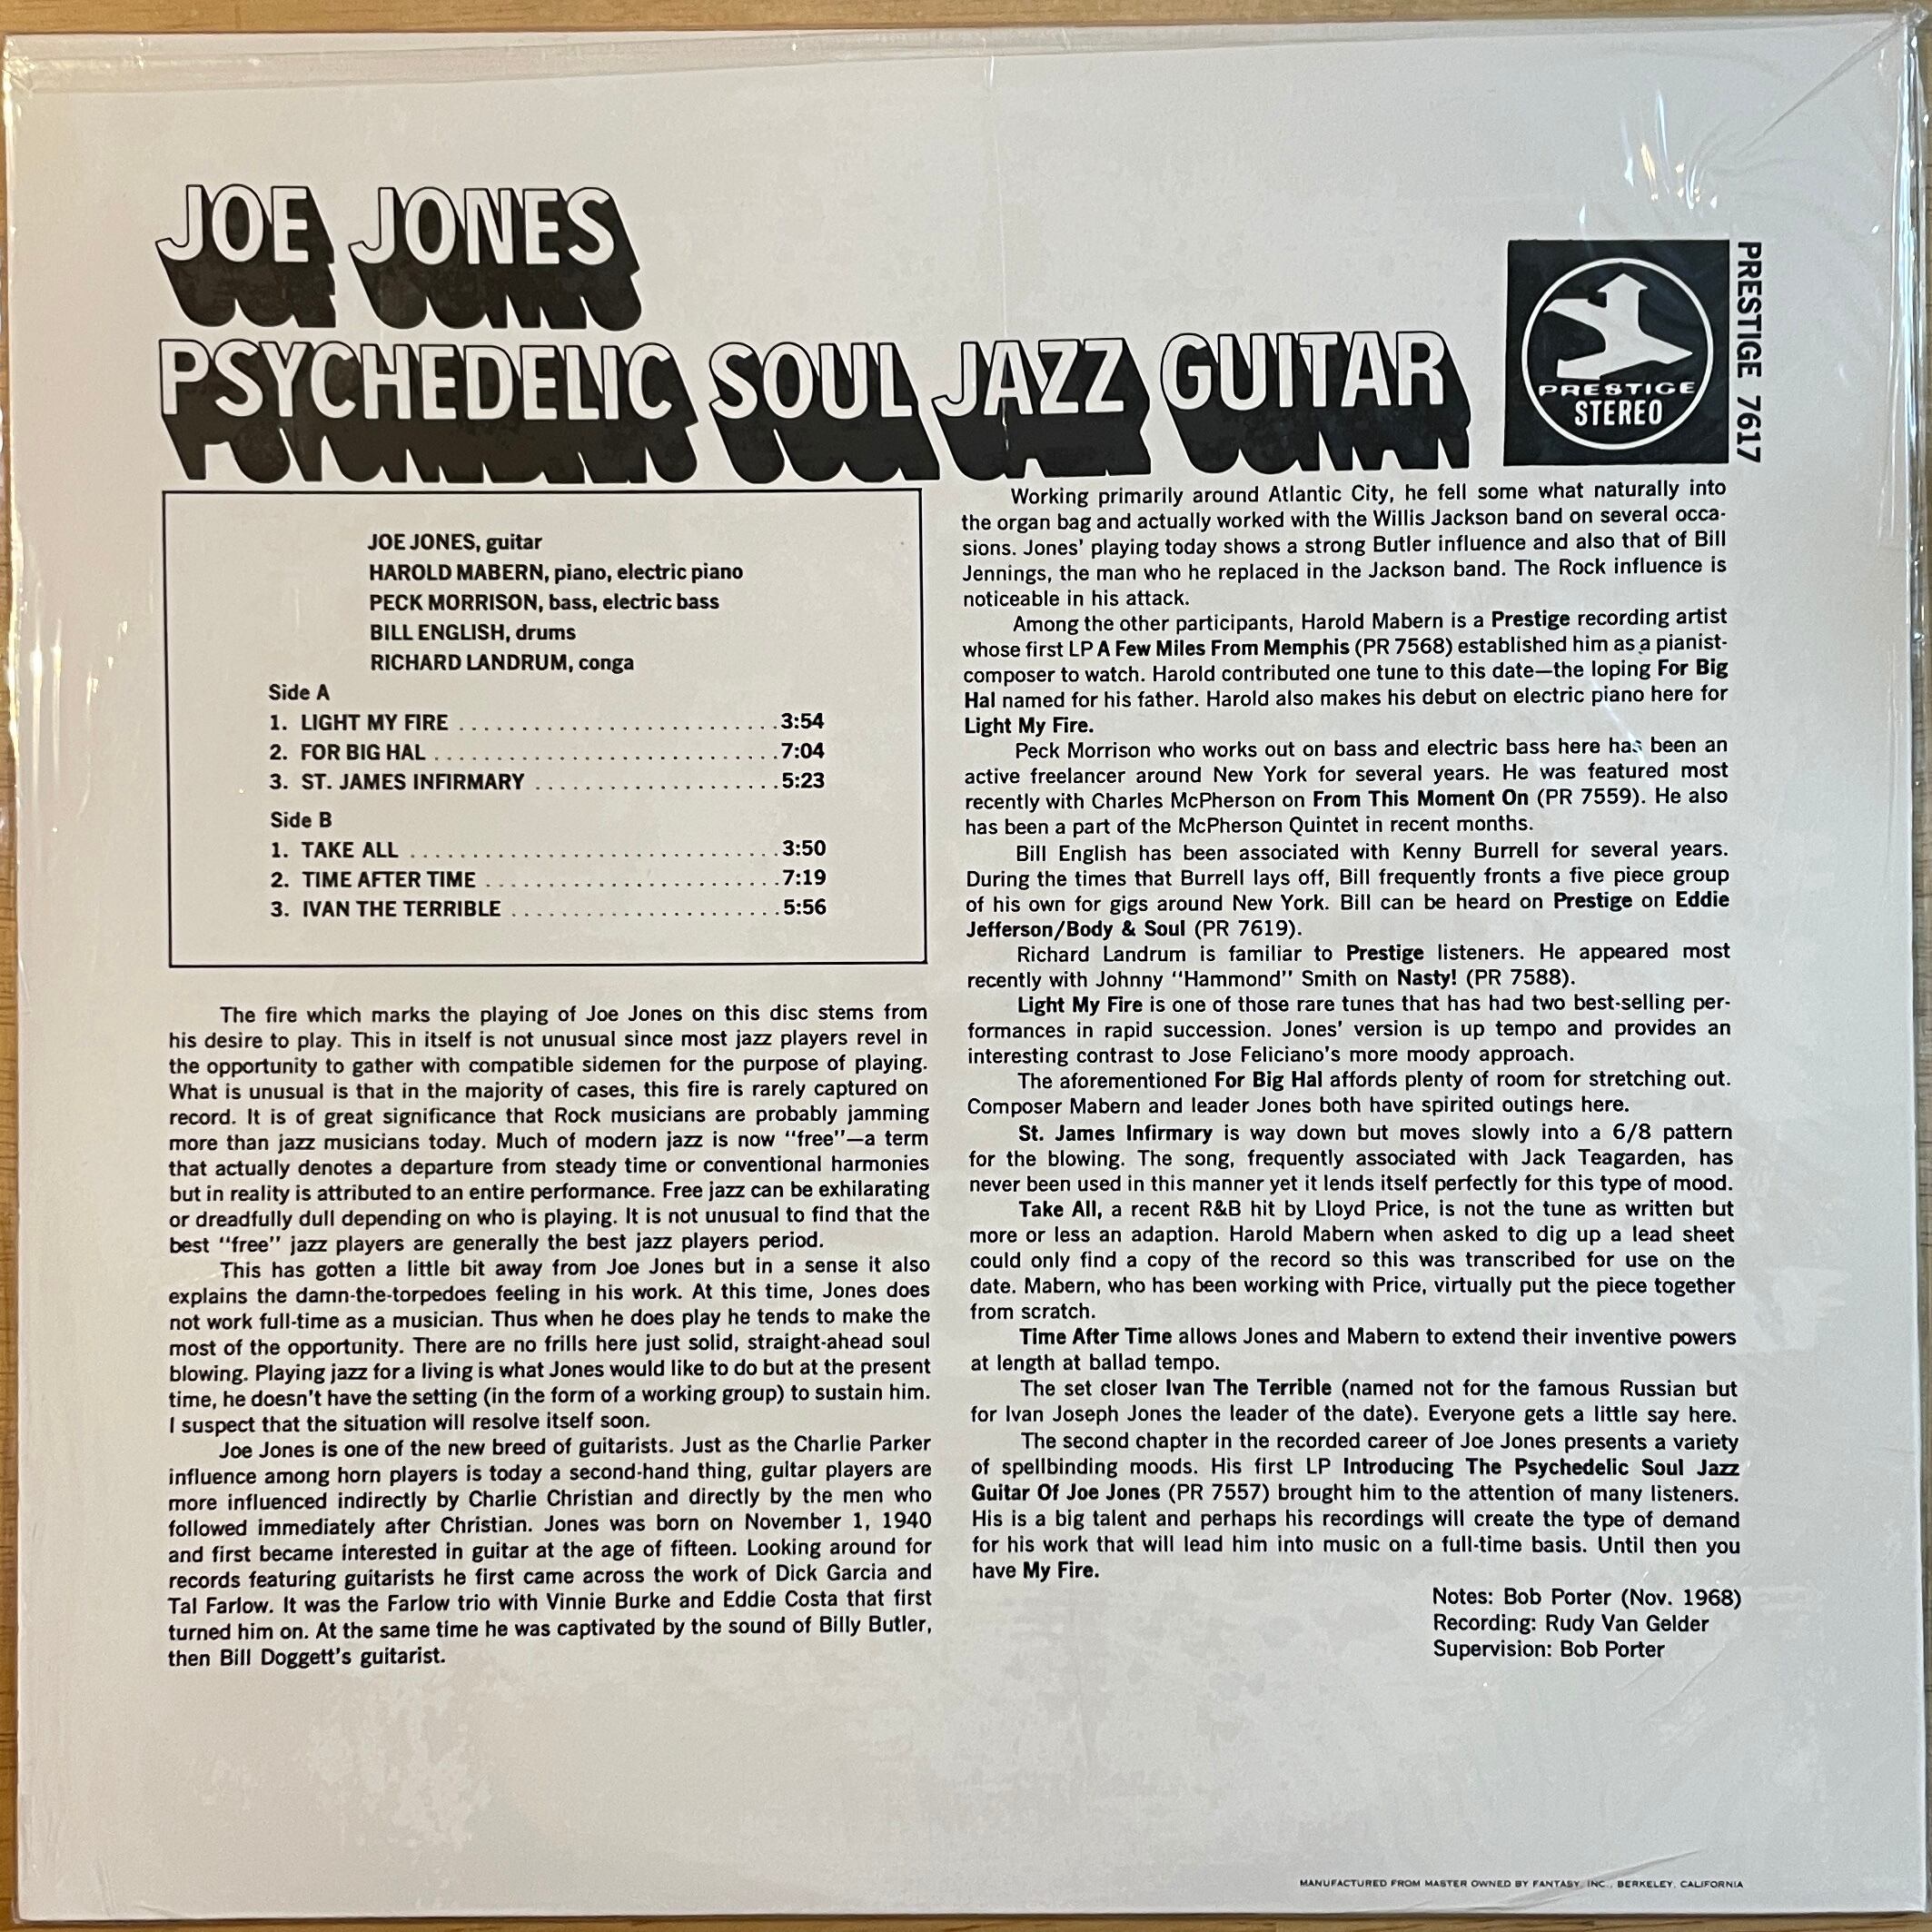 JOE JONES
PSYCHEDELIC SOUL JAZZ GUITAR
PRESTIGE
STEREO
PRESTIGE 7617
JOE JONES, guitar
HAROLD MABERN, piano, electric piano
PECK MORRISON, bass, electric bass
BILL ENGLISH, drums
RICHARD LANDRUM, conga
Side A
1. LIGHT MY FIRE ........................... 3:54
2. FOR BIG HAL ............................. 7:04
3. ST. JAMES INFIRMARY .................... 5:23
Side B
1. TAKE ALL .............................. 3:50
2. TIME AFTER TIME ........................ 7:19
3. IVAN THE TERRIBLE ...................... 5:56
The fire which marks the playing of Joe Jones on this disc stems from
his desire to play. This in itself is not unusual since most jazz players revel in
the opportunity to gather with compatible sidemen for the purpose of playing.
What is unusual is that in the majority of cases, this fire is rarely captured on
record. It is of great significance that Rock musicians are probably jamming
more than jazz musicians today. Much of modern jazz is now "free"—a term
that actually denotes a departure from steady time or conventional harmonies
but in reality is attributed to an entire performance. Free jazz can be exhilarating
or dreadfully dull depending on who is playing. It is not unusual to find that the
best "free" jazz players are generally the best jazz players period.
This has gotten a little bit away from Joe Jones but in a sense it also
explains the damn-the-torpedoes feeling in his work. At this time, Jones does
not work full-time as a musician. Thus when he does play he tends to make the
most of the opportunity. There are no frills here just solid, straight-ahead soul
blowing. Playing jazz for a living is what Jones would like to do but at the present
time, he doesn't have the setting (in the form of a working group) to sustain him.
I suspect that the situation will resolve itself soon.
Joe Jones is one of the new breed of guitarists. Just as the Charlie Parker
influence among horn players is today a second-hand thing, guitar players are
more influenced indirectly by Charlie Christian and directly by the men who
followed immediately after Christian. Jones was born on November 1, 1940
and first became interested in guitar at the age of fifteen. Looking around for
records featuring guitarists he first came across the work of Dick Garcia and
Tal Farlow. It was the Farlow trio with Vinnie Burke and Eddie Costa that first
turned him on. At the same time he was captivated by the sound of Billy Butler,
then Bill Doggett's guitarist.
Working primarily around Atlantic City, he fell some what naturally into
the organ bag and actually worked with the Willis Jackson band on several occa-
sions. Jones' playing today shows a strong Butler influence and also that of Bill
Jennings, the man who he replaced in the Jackson band. The Rock influence is
noticeable in his attack.
Among the other participants, Harold Mabern is a Prestige recording artist
whose first LP A Few Miles From Memphis (PR 7568) established him as a pianist-
composer to watch. Harold contributed one tune to this date—the loping For Big
Hal named for his father. Harold also makes his debut on electric piano here for
Light My Fire.
Peck Morrison who works out on bass and electric bass here has been an
active freelancer around New York for several years. He was featured most
recently with Charles McPherson on From This Moment On (PR 7559). He also
has been a part of the McPherson Quintet in recent months.
Bill English has been associated with Kenny Burrell for several years.
During the times that Burrell lays off, Bill frequently fronts a five piece group
of his own for gigs around New York. Bill can be heard on Prestige on Eddie
Jefferson/Body & Soul (PR 7619).
Richard Landrum is familiar to Prestige listeners. He appeared most
recently with Johnny "Hammond" Smith on Nasty! (PR 7588).
Light My Fire is one of those rare tunes that has had two best-selling per-
formances in rapid succession. Jones' version is up tempo and provides an
interesting contrast to Jose Feliciano's more moody approach.
The aforementioned For Big Hal affords plenty of room for stretching out.
Composer Mabern and leader Jones both have spirited outings here.
St. James Infirmary is way down but moves slowly into a 6/8 pattern
for the blowing. The song, frequently associated with Jack Teagarden, has
never been used in this manner yet it lends itself perfectly for this type of mood.
Take All, a recent R&B hit by Lloyd Price, is not the tune as written but
more or less an adaption. Harold Mabern when asked to dig up a lead sheet
could only find a copy of the record so this was transcribed for use on the
date. Mabern, who has been working with Price, virtually put the piece together
from scratch.
Time After Time allows Jones and Mabern to extend their inventive powers
at length at ballad tempo.
The set closer Ivan The Terrible (named not for the famous Russian but
for Ivan Joseph Jones the leader of the date). Everyone gets a little say here.
The second chapter in the recorded career of Joe Jones presents a variety
of spellbinding moods. His first LP Introducing The Psychedelic Soul Jazz
Guitar Of Joe Jones (PR 7557) brought him to the attention of many listeners.
His is a big talent and perhaps his recordings will create the type of demand
for his work that will lead him into music on a full-time basis. Until then you
have My Fire.
Notes: Bob Porter (Nov. 1968)
Recording: Rudy Van Gelder
Supervision: Bob Porter
MANUFACTURED FROM MASTER OWNED BY FANTASY, INC., BERKELEY, CALIFORNIA